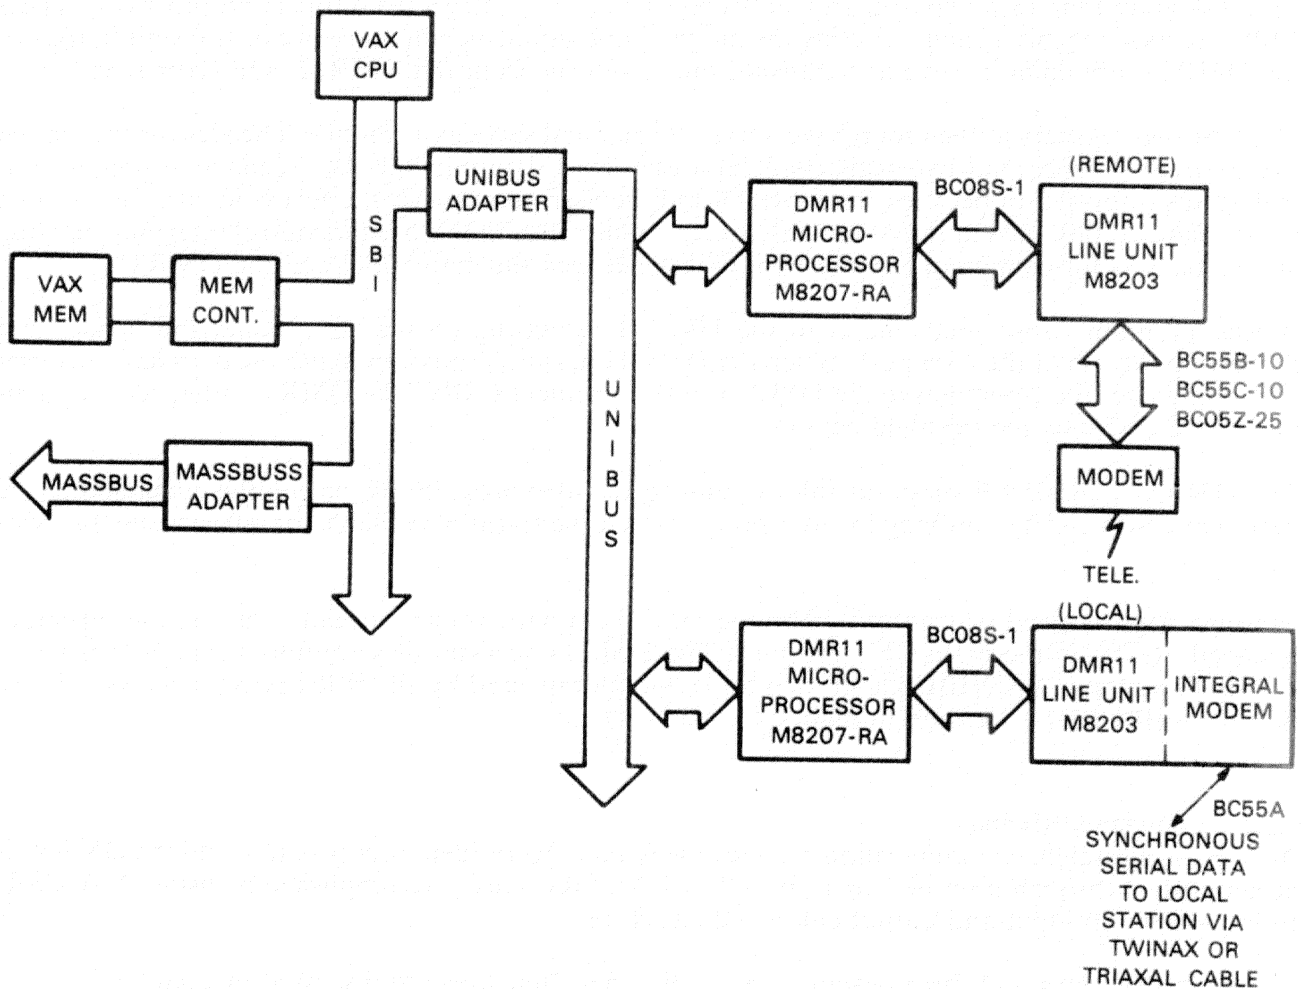 VAX
CPU
UNIBUS
ADAPTER
SBI
VAX
MEM
MEM
CONT.
MASSBUS
MASSBUSS
ADAPTER
UNIBUS
DMR11
MICRO-
PROCESSOR
M8207-RA
BC08S-1
(REMOTE)
DMR11
LINE UNIT
M8203
BC55B-10
BC55C-10
BC05Z-25
MODEM
TELE.
(LOCAL)
DMR11
MICRO-
PROCESSOR
M8207-RA
BC08S-1
DMR11
LINE UNIT
M8203
INTEGRAL
MODEM
BC55A
SYNCHRONOUS
SERIAL DATA
TO LOCAL
STATION VIA
TWINAX OR
TRIAXAL CABLE